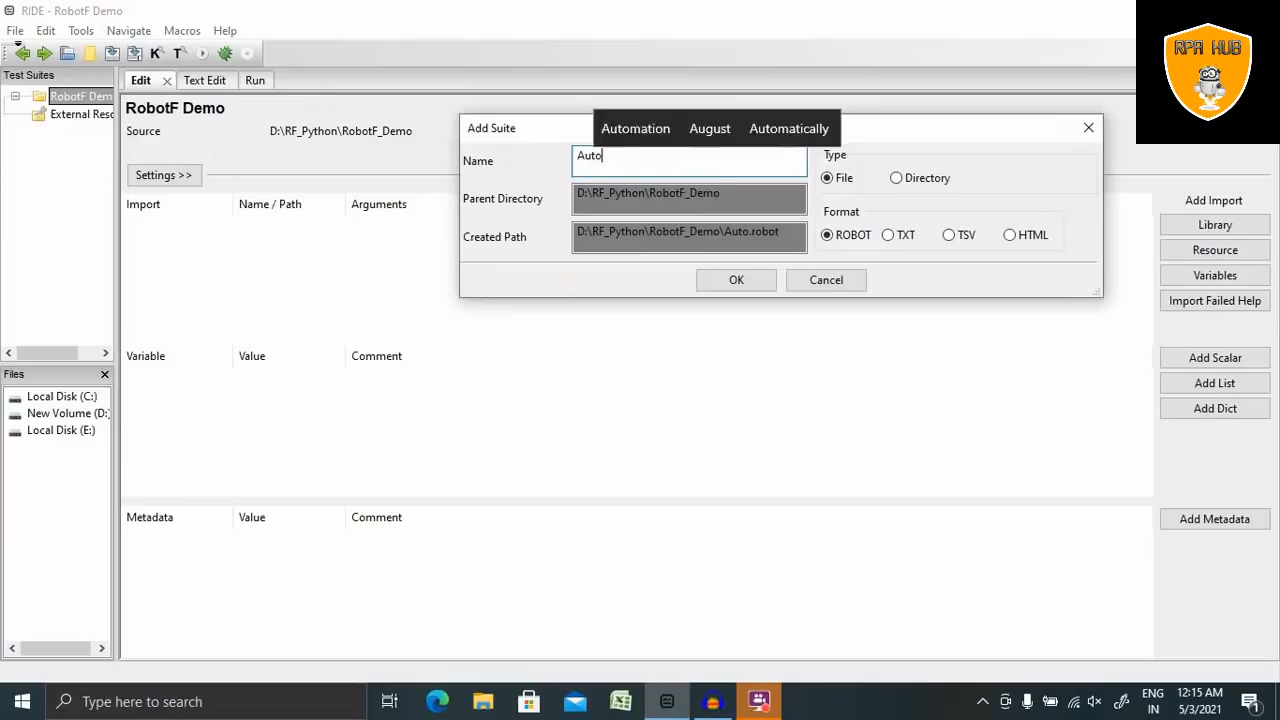 RIDE - RobotF Demo
File Edit Tools Navigate Macros Help
K T
Test Suites
RobotF Dem
External Resc
Edit Text Edit Run
RobotF Demo
Source D:\RF_Python\RobotF_Demo
Settings >>
Import Name / Path Arguments
Add Suite
Automation August Automatically
Name Auto
Parent Directory D:\RF_Python\RobotF_Demo
Created Path D:\RF_Python\RobotF_Demo\Auto.robot
Type
File Directory
Format
ROBOT TXT TSV HTML
OK Cancel
RPA HUB
Add Import
Library
Resource
Variables
Import Failed Help
Variable Value Comment
Add Scalar
Add List
Add Dict
Files
Local Disk (C:)
New Volume (D:)
Local Disk (E:)
Metadata Value Comment
Add Metadata
Type here to search
ENG
IN
12:15 AM
5/3/2021
1